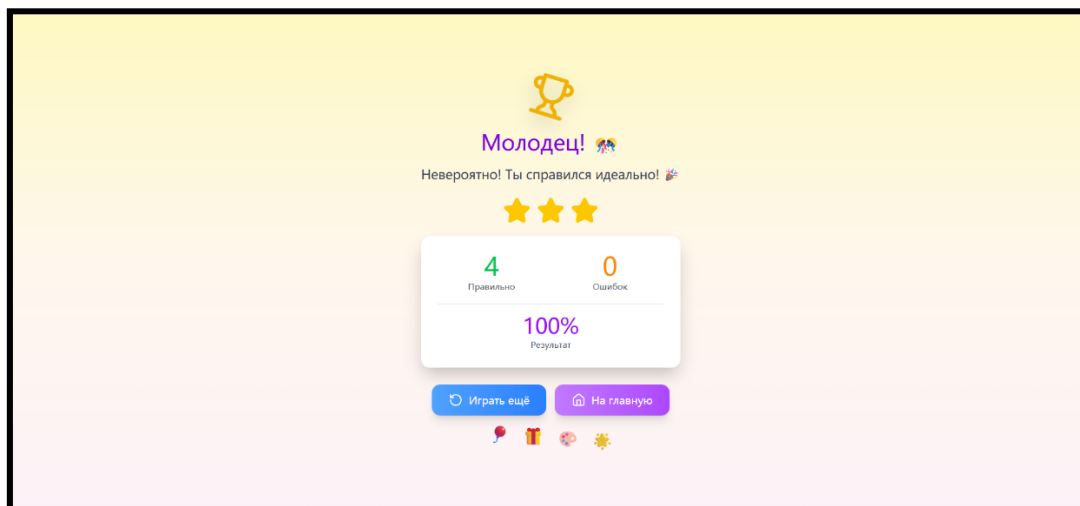 Молодец! 🎊
Невероятно! Ты справился идеально! 🎉
4 0
Правильно Ошибок
100%
Результат
Играть ещё На главную